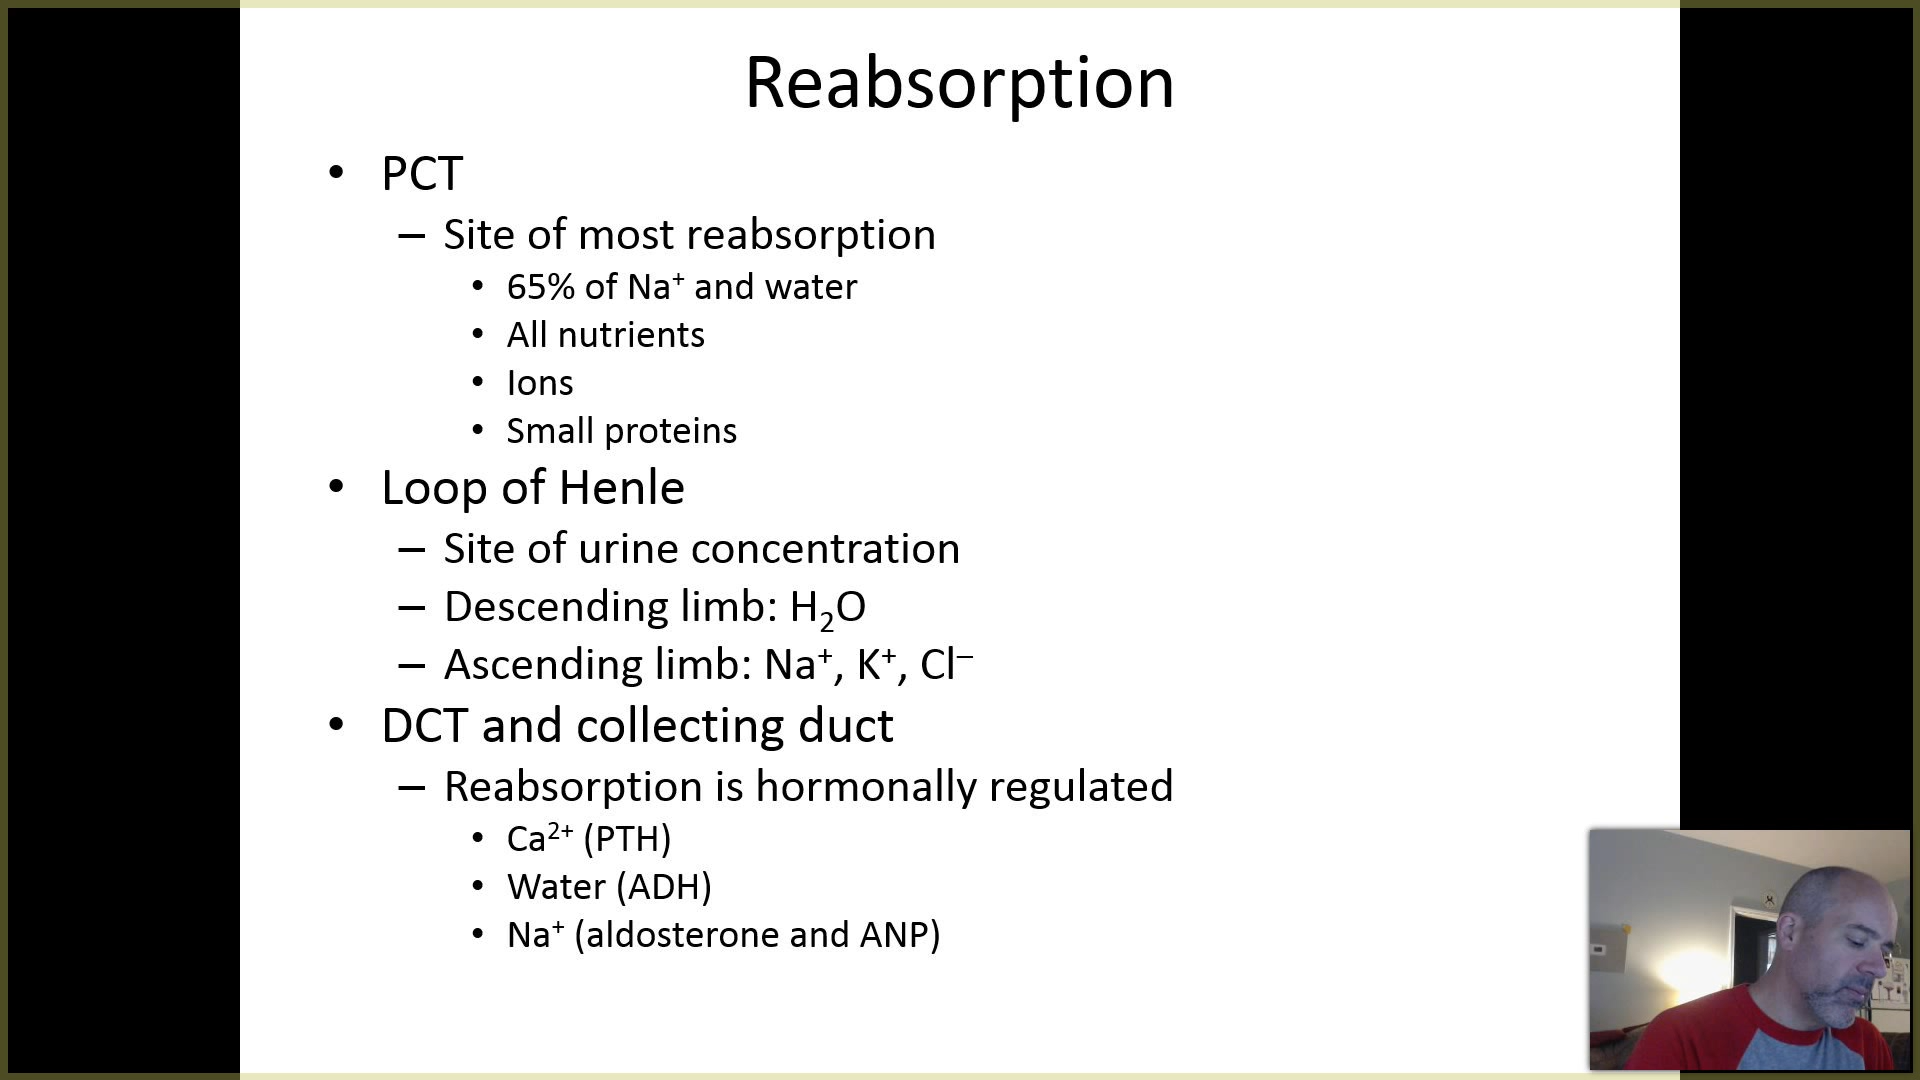 Reabsorption
• PCT
– Site of most reabsorption
• 65% of Na⁺ and water
• All nutrients
• Ions
• Small proteins
• Loop of Henle
– Site of urine concentration
– Descending limb: H₂O
– Ascending limb: Na⁺, K⁺, Cl⁻
• DCT and collecting duct
– Reabsorption is hormonally regulated
• Ca²⁺ (PTH)
• Water (ADH)
• Na⁺ (aldosterone and ANP)